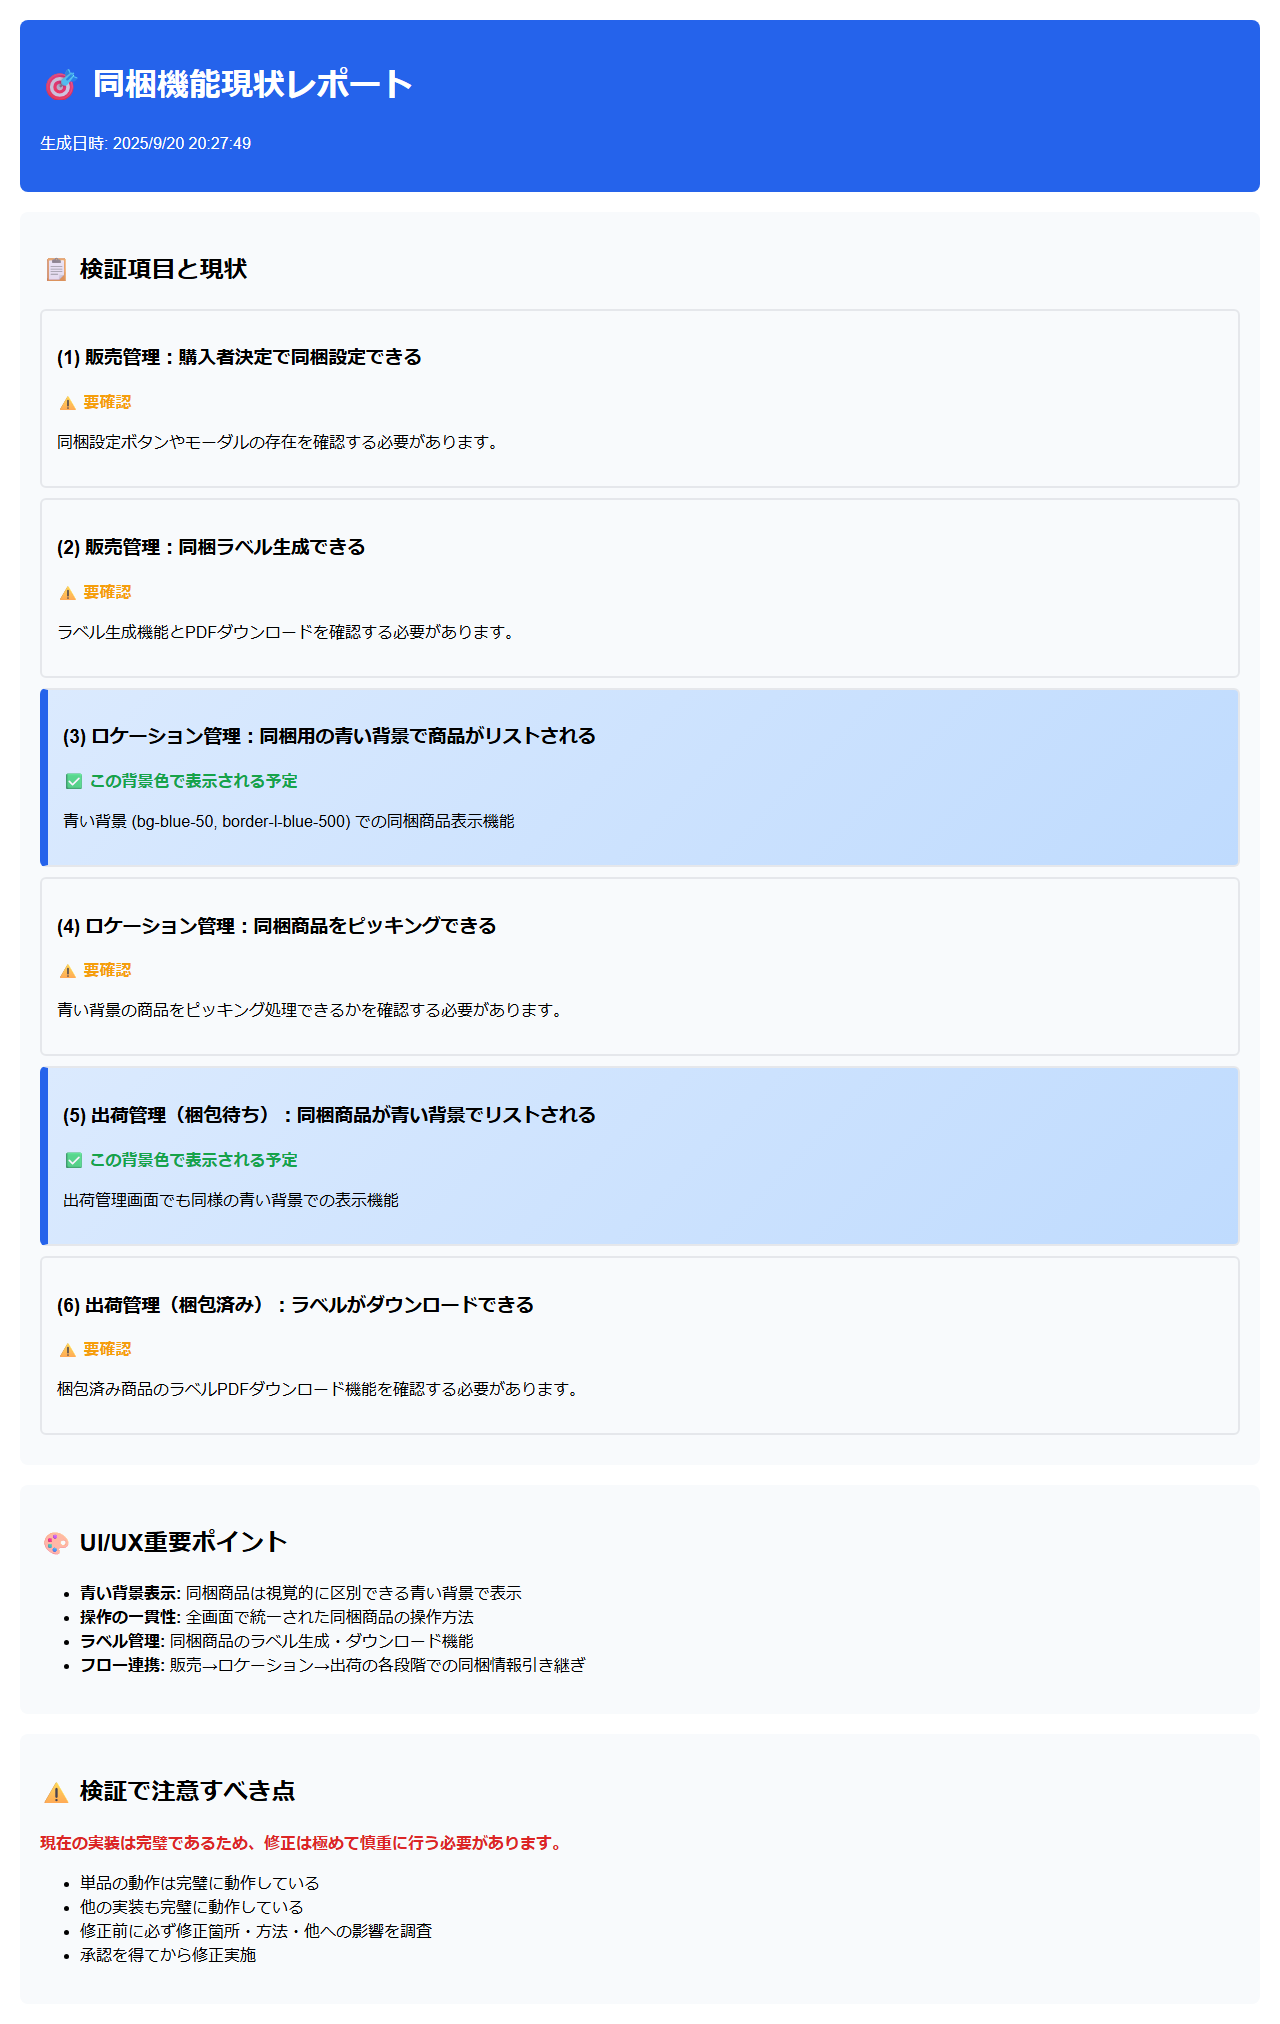 🎯 同梱機能現状レポート
生成日時: 2025/9/20 20:27:49
📋 検証項目と現状
(1) 販売管理：購入者決定で同梱設定できる
⚠️ 要確認
同梱設定ボタンやモーダルの存在を確認する必要があります。
(2) 販売管理：同梱ラベル生成できる
⚠️ 要確認
ラベル生成機能とPDFダウンロードを確認する必要があります。
(3) ロケーション管理：同梱用の青い背景で商品がリストされる
✅ この背景色で表示される予定
青い背景 (bg-blue-50, border-l-blue-500) での同梱商品表示機能
(4) ロケーション管理：同梱商品をピッキングできる
⚠️ 要確認
青い背景の商品をピッキング処理できるかを確認する必要があります。
(5) 出荷管理（梱包待ち）：同梱商品が青い背景でリストされる
✅ この背景色で表示される予定
出荷管理画面でも同様の青い背景での表示機能
(6) 出荷管理（梱包済み）：ラベルがダウンロードできる
⚠️ 要確認
梱包済み商品のラベルPDFダウンロード機能を確認する必要があります。
🎨 UI/UX重要ポイント
• 青い背景表示: 同梱商品は視覚的に区別できる青い背景で表示
• 操作の一貫性: 全画面で統一された同梱商品の操作方法
• ラベル管理: 同梱商品のラベル生成・ダウンロード機能
• フロー連携: 販売→ロケーション→出荷の各段階での同梱情報引き継ぎ
⚠️ 検証で注意すべき点
現在の実装は完璧であるため、修正は極めて慎重に行う必要があります。
• 単品の動作は完璧に動作している
• 他の実装も完璧に動作している
• 修正前に必ず修正箇所・方法・他への影響を調査
• 承認を得てから修正実施